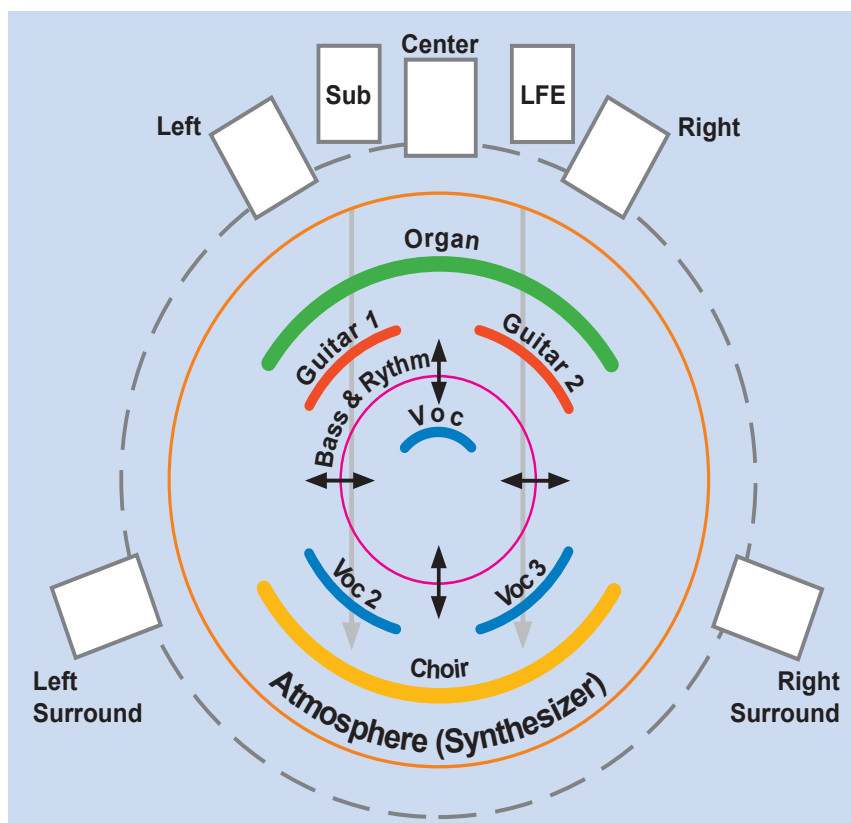 Center
Sub
LFE
Left
Right
Organ
Guitar 1
Guitar 2
Bass & Rythm
Voc
Voc 2
Voc 3
Choir
Atmosphere (Synthesizer)
Left
Surround
Right
Surround